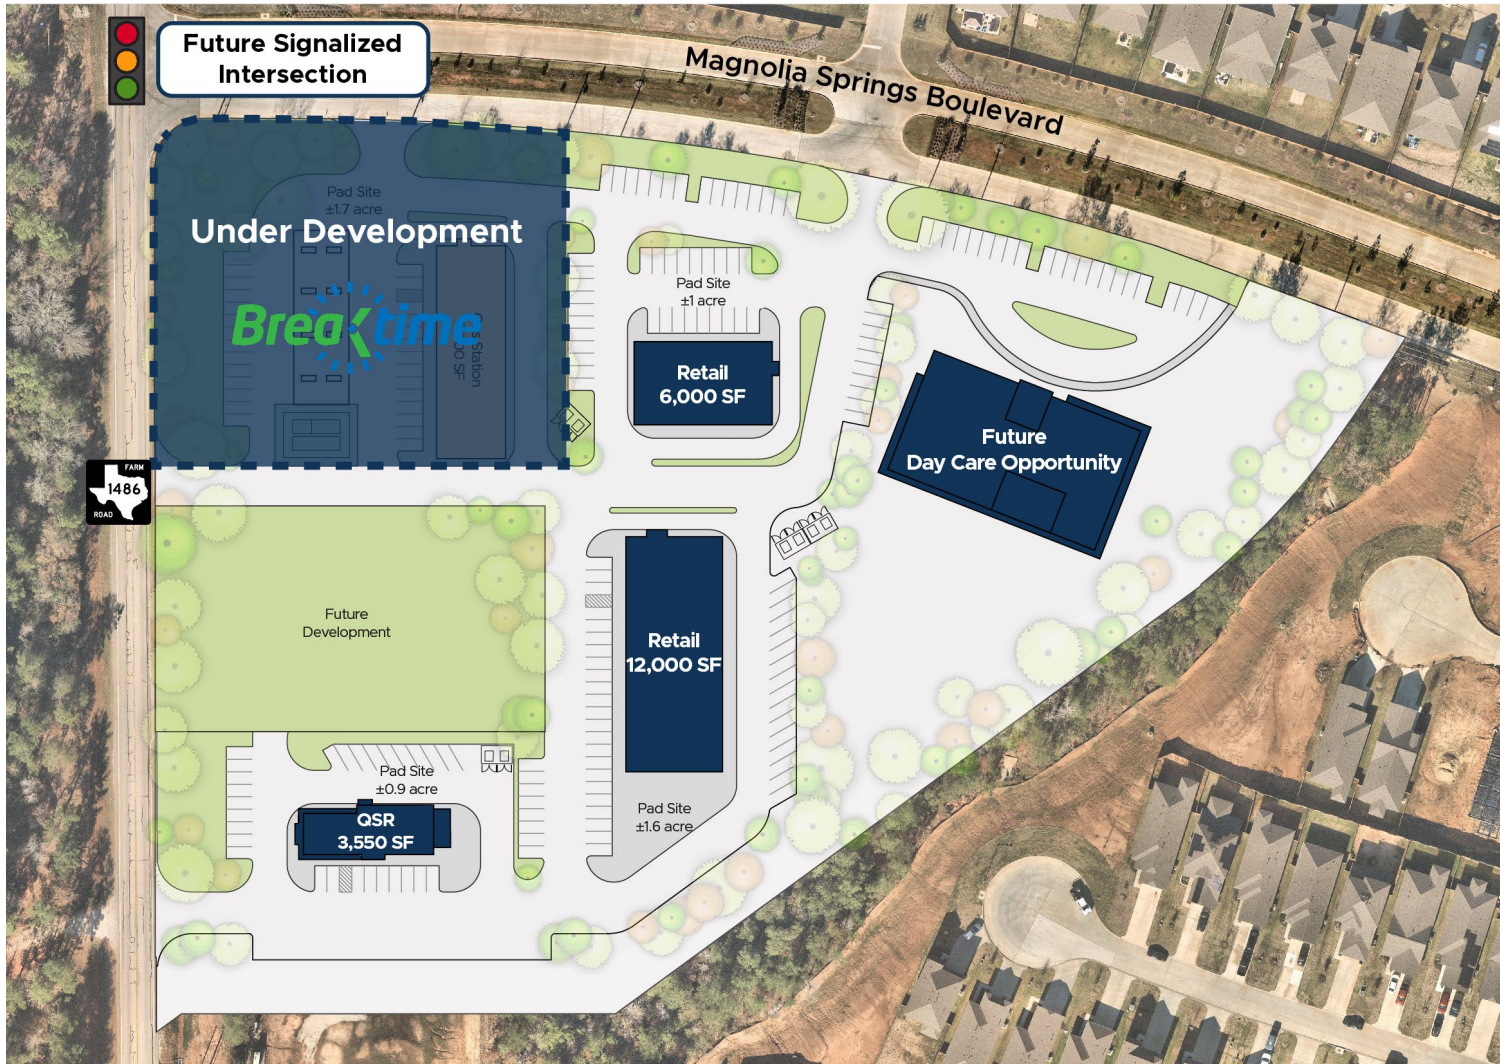 Future Signalized
Intersection
Magnolia Springs Boulevard
Pad Site
±1.7 acre
Under Development
Breaktime
Station
SF
Pad Site
±1 acre
Retail
6,000 SF
Future
Day Care Opportunity
FARM
1486
ROAD
Future
Development
Retail
12,000 SF
Pad Site
±0.9 acre
QSR
3,550 SF
Pad Site
±1.6 acre